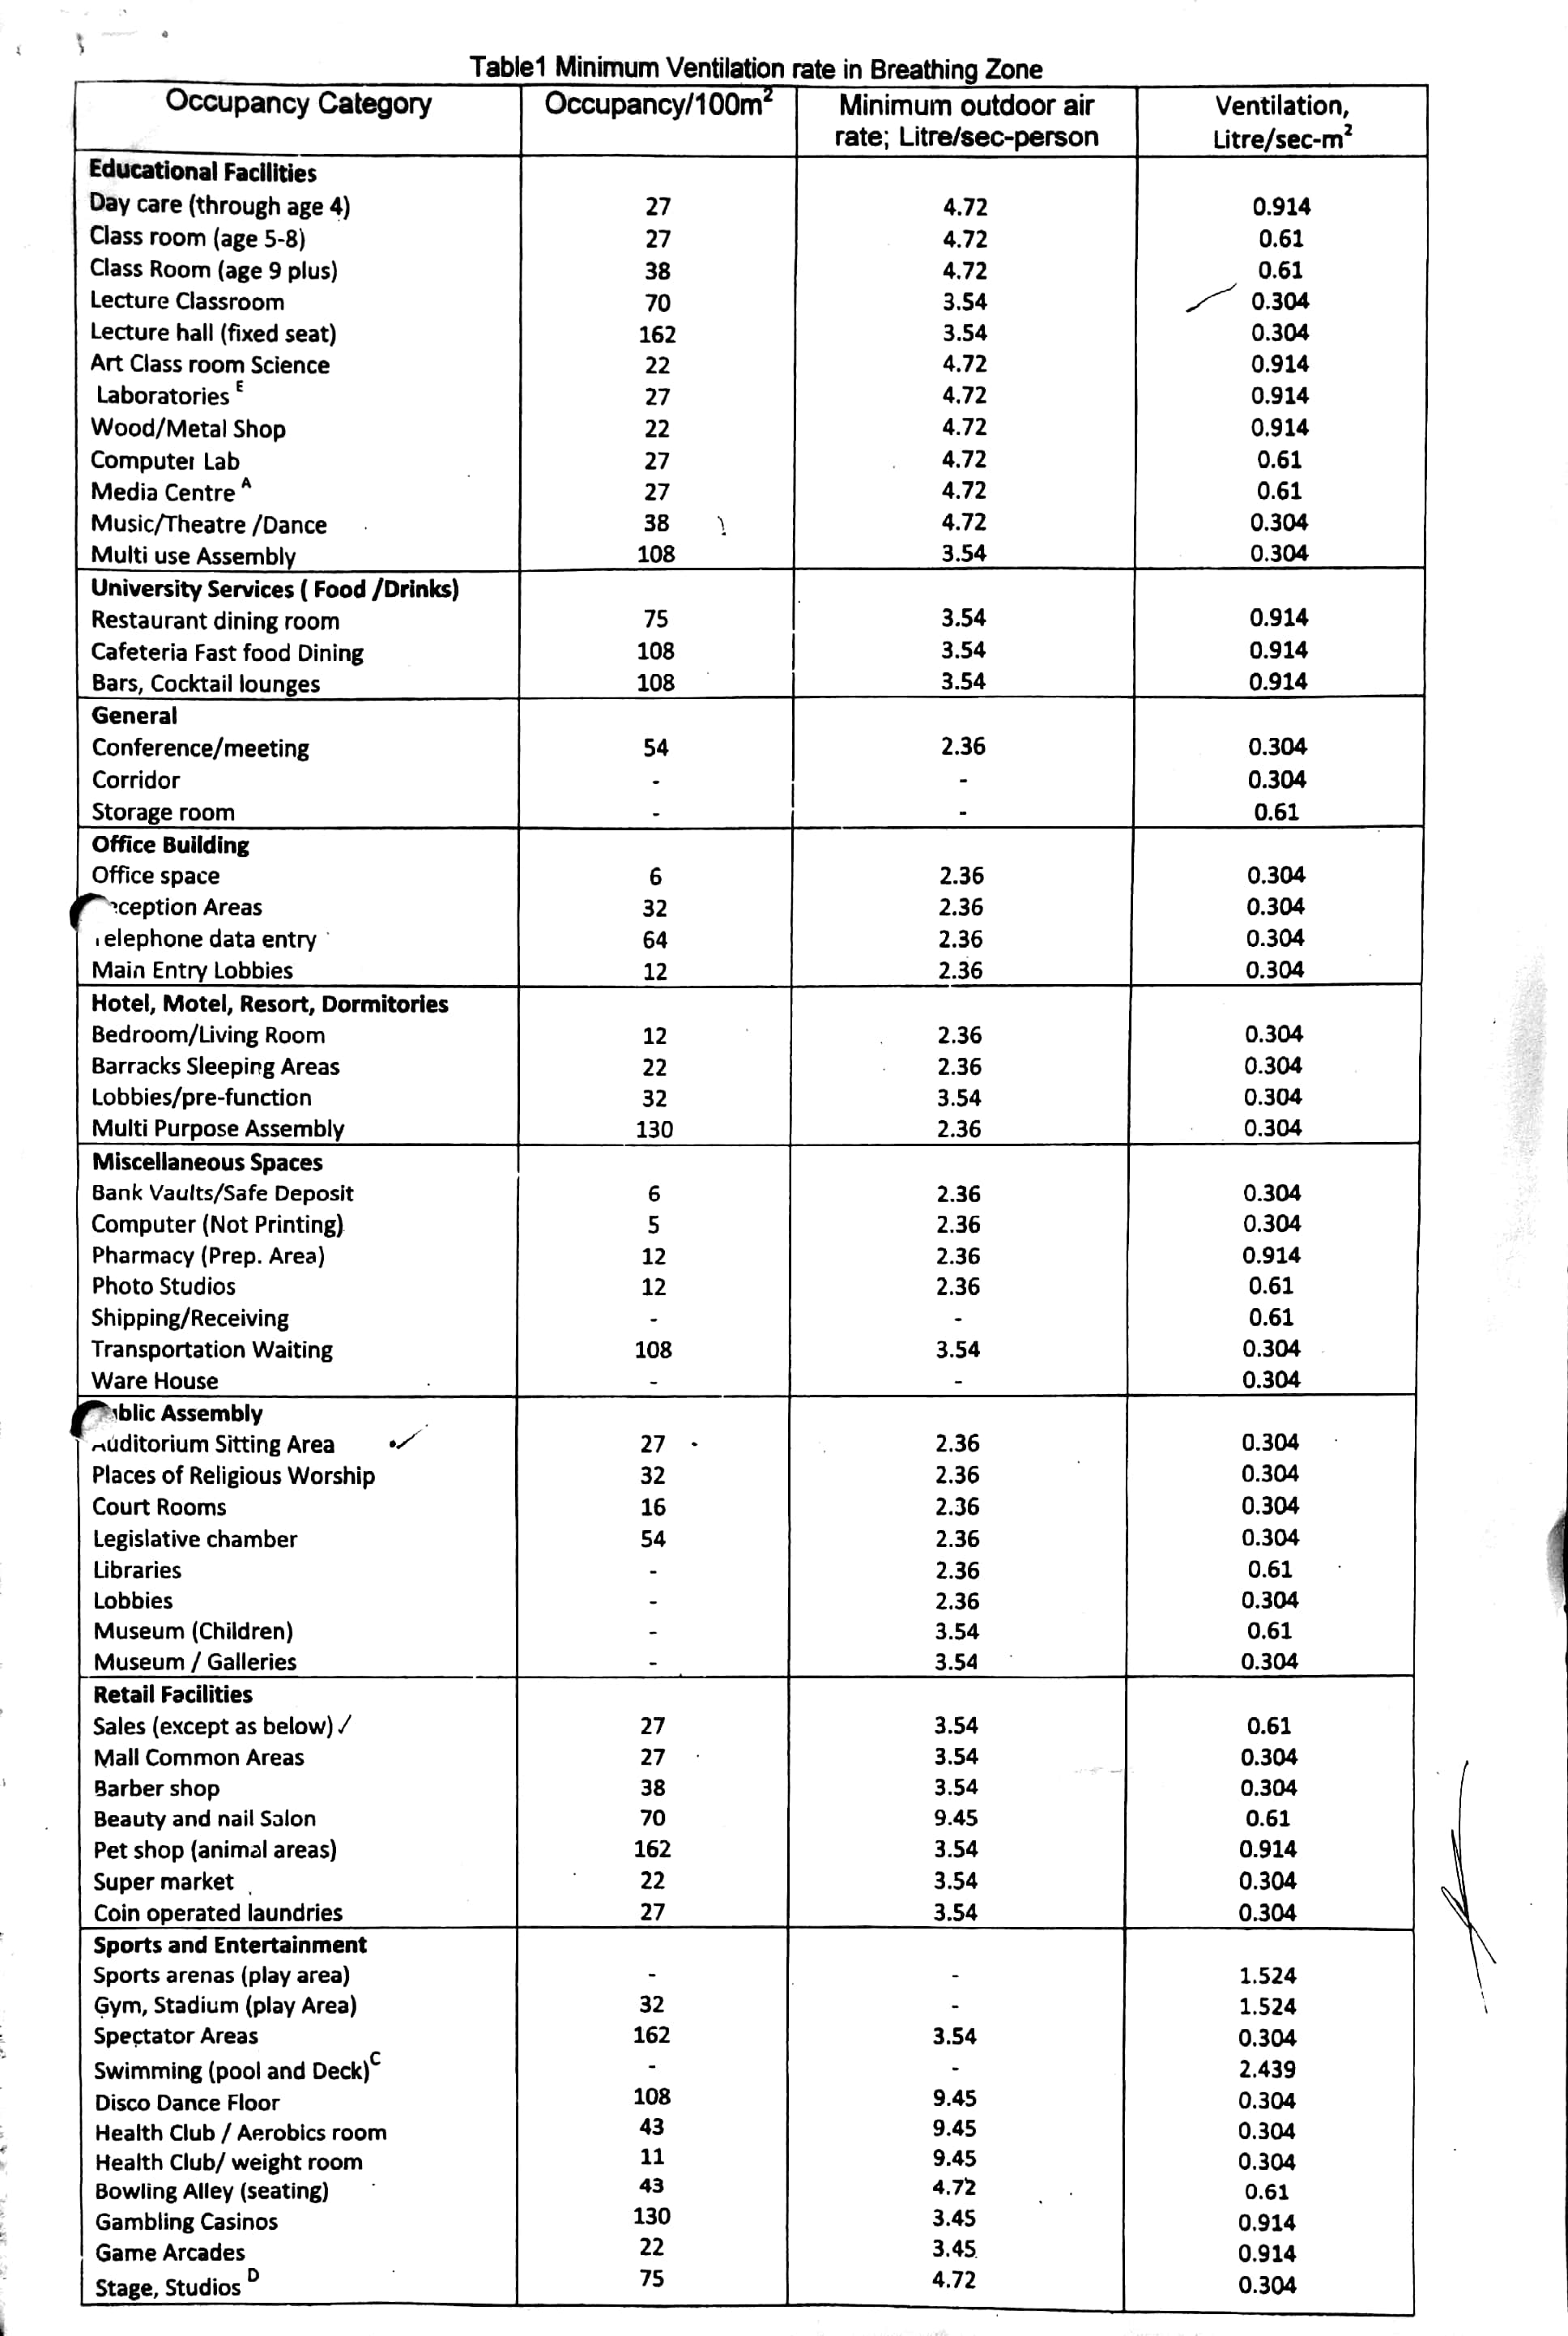 Table1 Minimum Ventilation rate in Breathing Zone
Occupancy Category Occupancy/100m² Minimum outdoor air rate; Litre/sec-person Ventilation, Litre/sec-m²
Educational Facilities
Day care (through age 4) 27 4.72 0.914
Class room (age 5-8) 27 4.72 0.61
Class Room (age 9 plus) 38 4.72 0.61
Lecture Classroom 70 3.54 0.304
Lecture hall (fixed seat) 162 3.54 0.304
Art Class room Science 22 4.72 0.914
Laboratories E 27 4.72 0.914
Wood/Metal Shop 22 4.72 0.914
Computer Lab 27 4.72 0.61
Media Centre A 27 4.72 0.61
Music/Theatre /Dance 38 4.72 0.304
Multi use Assembly 108 3.54 0.304
University Services ( Food /Drinks)
Restaurant dining room 75 3.54 0.914
Cafeteria Fast food Dining 108 3.54 0.914
Bars, Cocktail lounges 108 3.54 0.914
General
Conference/meeting 54 2.36 0.304
Corridor - - 0.304
Storage room - - 0.61
Office Building
Office space 6 2.36 0.304
ception Areas 32 2.36 0.304
elephone data entry 64 2.36 0.304
Main Entry Lobbies 12 2.36 0.304
Hotel, Motel, Resort, Dormitories
Bedroom/Living Room 12 2.36 0.304
Barracks Sleeping Areas 22 2.36 0.304
Lobbies/pre-function 32 3.54 0.304
Multi Purpose Assembly 130 2.36 0.304
Miscellaneous Spaces
Bank Vaults/Safe Deposit 6 2.36 0.304
Computer (Not Printing) 5 2.36 0.304
Pharmacy (Prep. Area) 12 2.36 0.914
Photo Studios 12 2.36 0.61
Shipping/Receiving - - 0.61
Transportation Waiting 108 3.54 0.304
Ware House - - 0.304
blic Assembly
Auditorium Sitting Area 27 2.36 0.304
Places of Religious Worship 32 2.36 0.304
Court Rooms 16 2.36 0.304
Legislative chamber 54 2.36 0.304
Libraries - 2.36 0.61
Lobbies - 2.36 0.304
Museum (Children) - 3.54 0.61
Museum / Galleries - 3.54 0.304
Retail Facilities
Sales (except as below) 27 3.54 0.61
Mall Common Areas 27 3.54 0.304
Barber shop 38 3.54 0.304
Beauty and nail Salon 70 9.45 0.61
Pet shop (animal areas) 162 3.54 0.914
Super market 22 3.54 0.304
Coin operated laundries 27 3.54 0.304
Sports and Entertainment
Sports arenas (play area) - - 1.524
Gym, Stadium (play Area) 32 - 1.524
Spectator Areas 162 3.54 0.304
Swimming (pool and Deck)C - - 2.439
Disco Dance Floor 108 9.45 0.304
Health Club / Aerobics room 43 9.45 0.304
Health Club/ weight room 11 9.45 0.304
Bowling Alley (seating) 43 4.72 0.61
Gambling Casinos 130 3.45 0.914
Game Arcades 22 3.45 0.914
Stage, Studios D 75 4.72 0.304